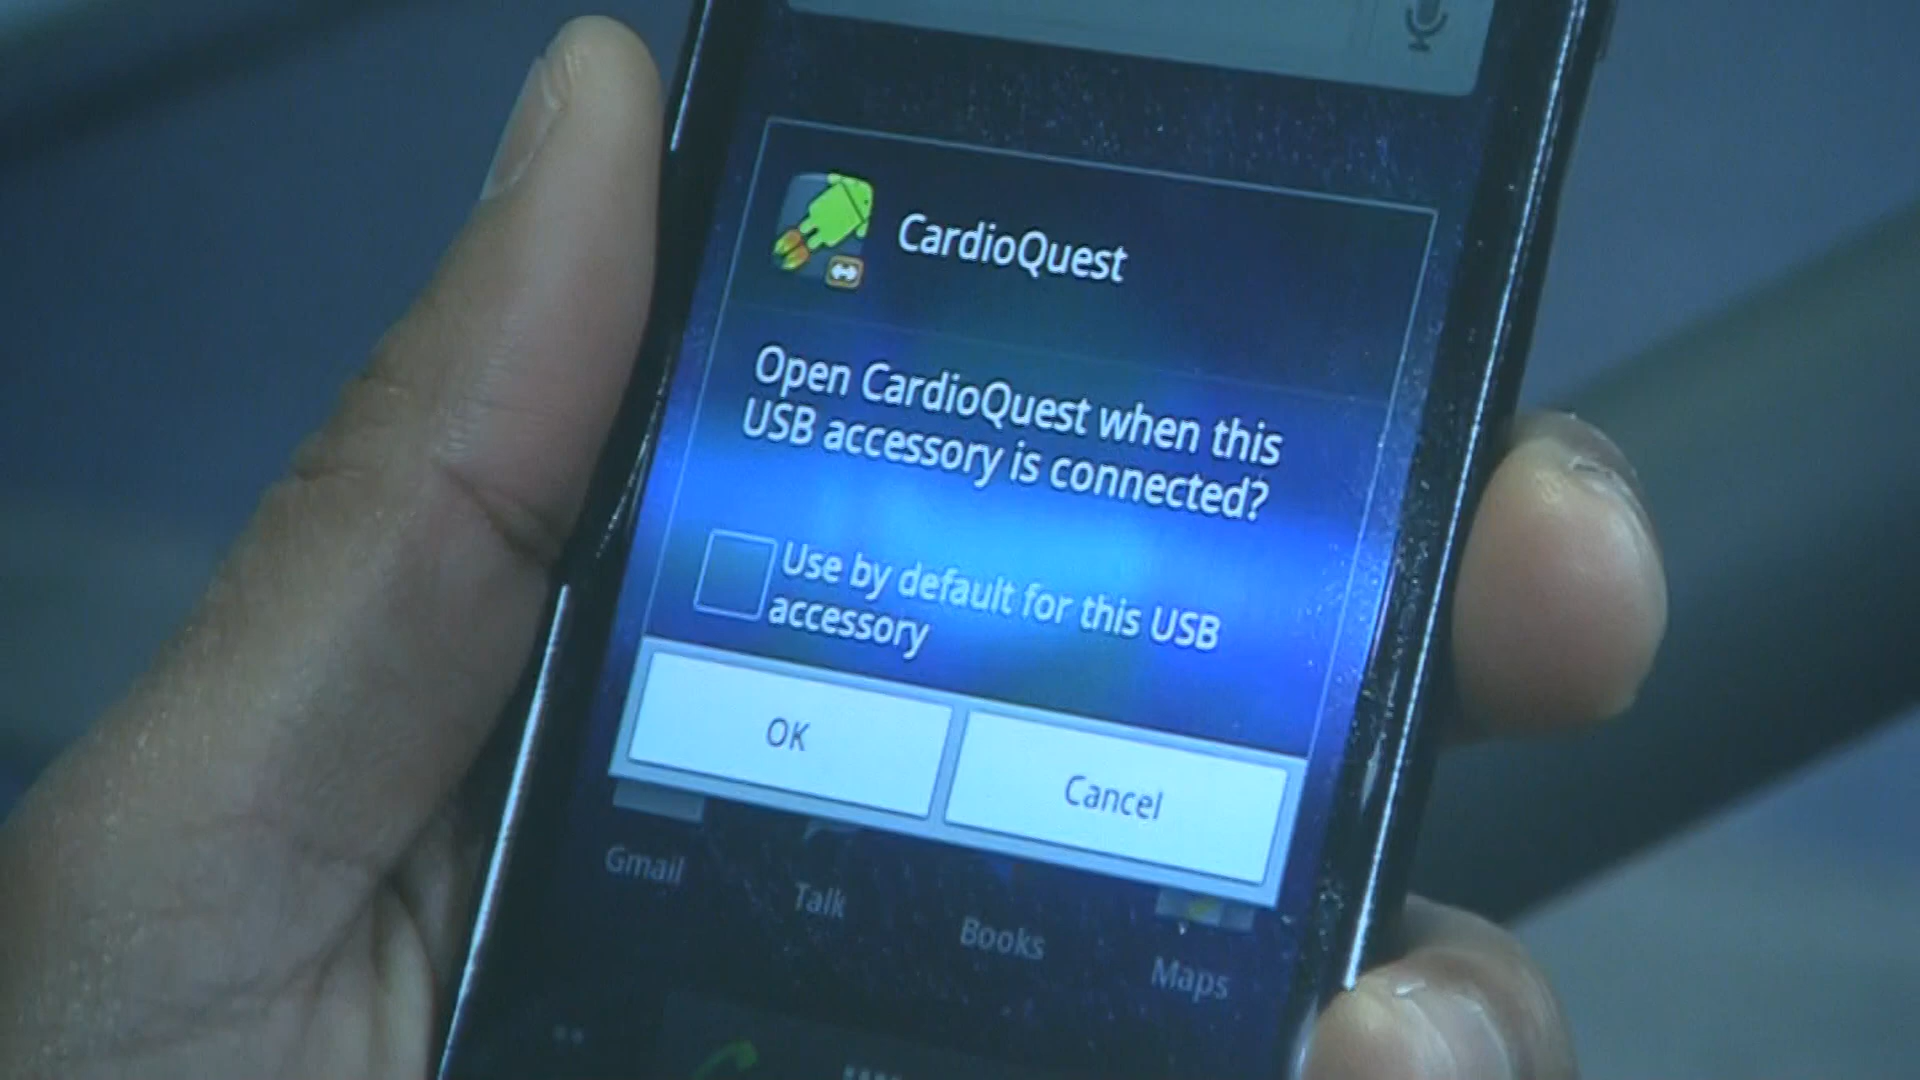 CardioQuest
Open CardioQuest when this
USB accessory is connected?
Use by default for this USB
accessory
OK
Cancel
Gmail
Talk
Books
Maps